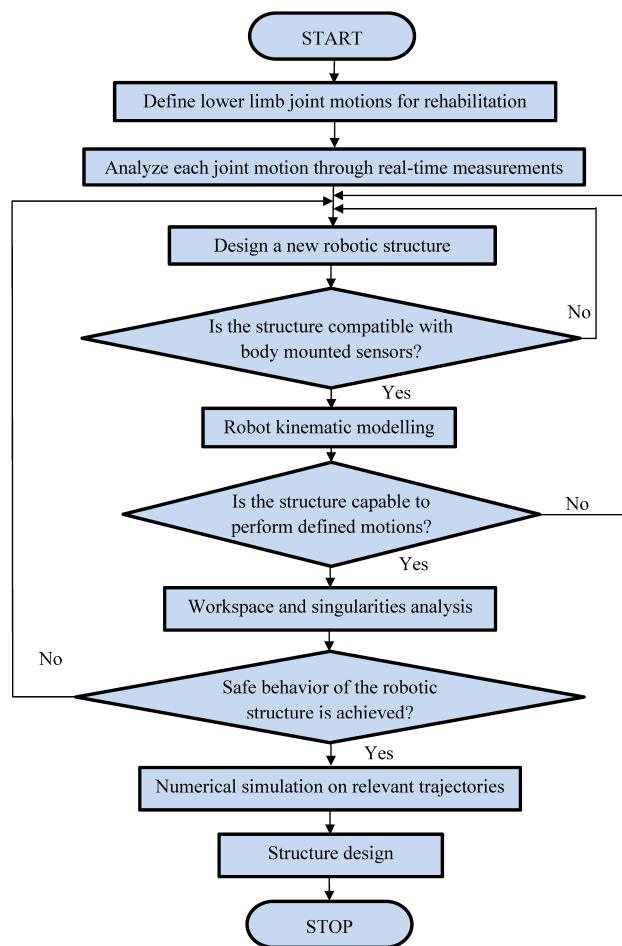 START
Define lower limb joint motions for rehabilitation
Analyze each joint motion through real-time measurements
Design a new robotic structure
No
Is the structure compatible with
body mounted sensors?
Yes
Robot kinematic modelling
Is the structure capable to
perform defined motions?
No
Yes
Workspace and singularities analysis
No
Safe behavior of the robotic
structure is achieved?
Yes
Numerical simulation on relevant trajectories
Structure design
STOP